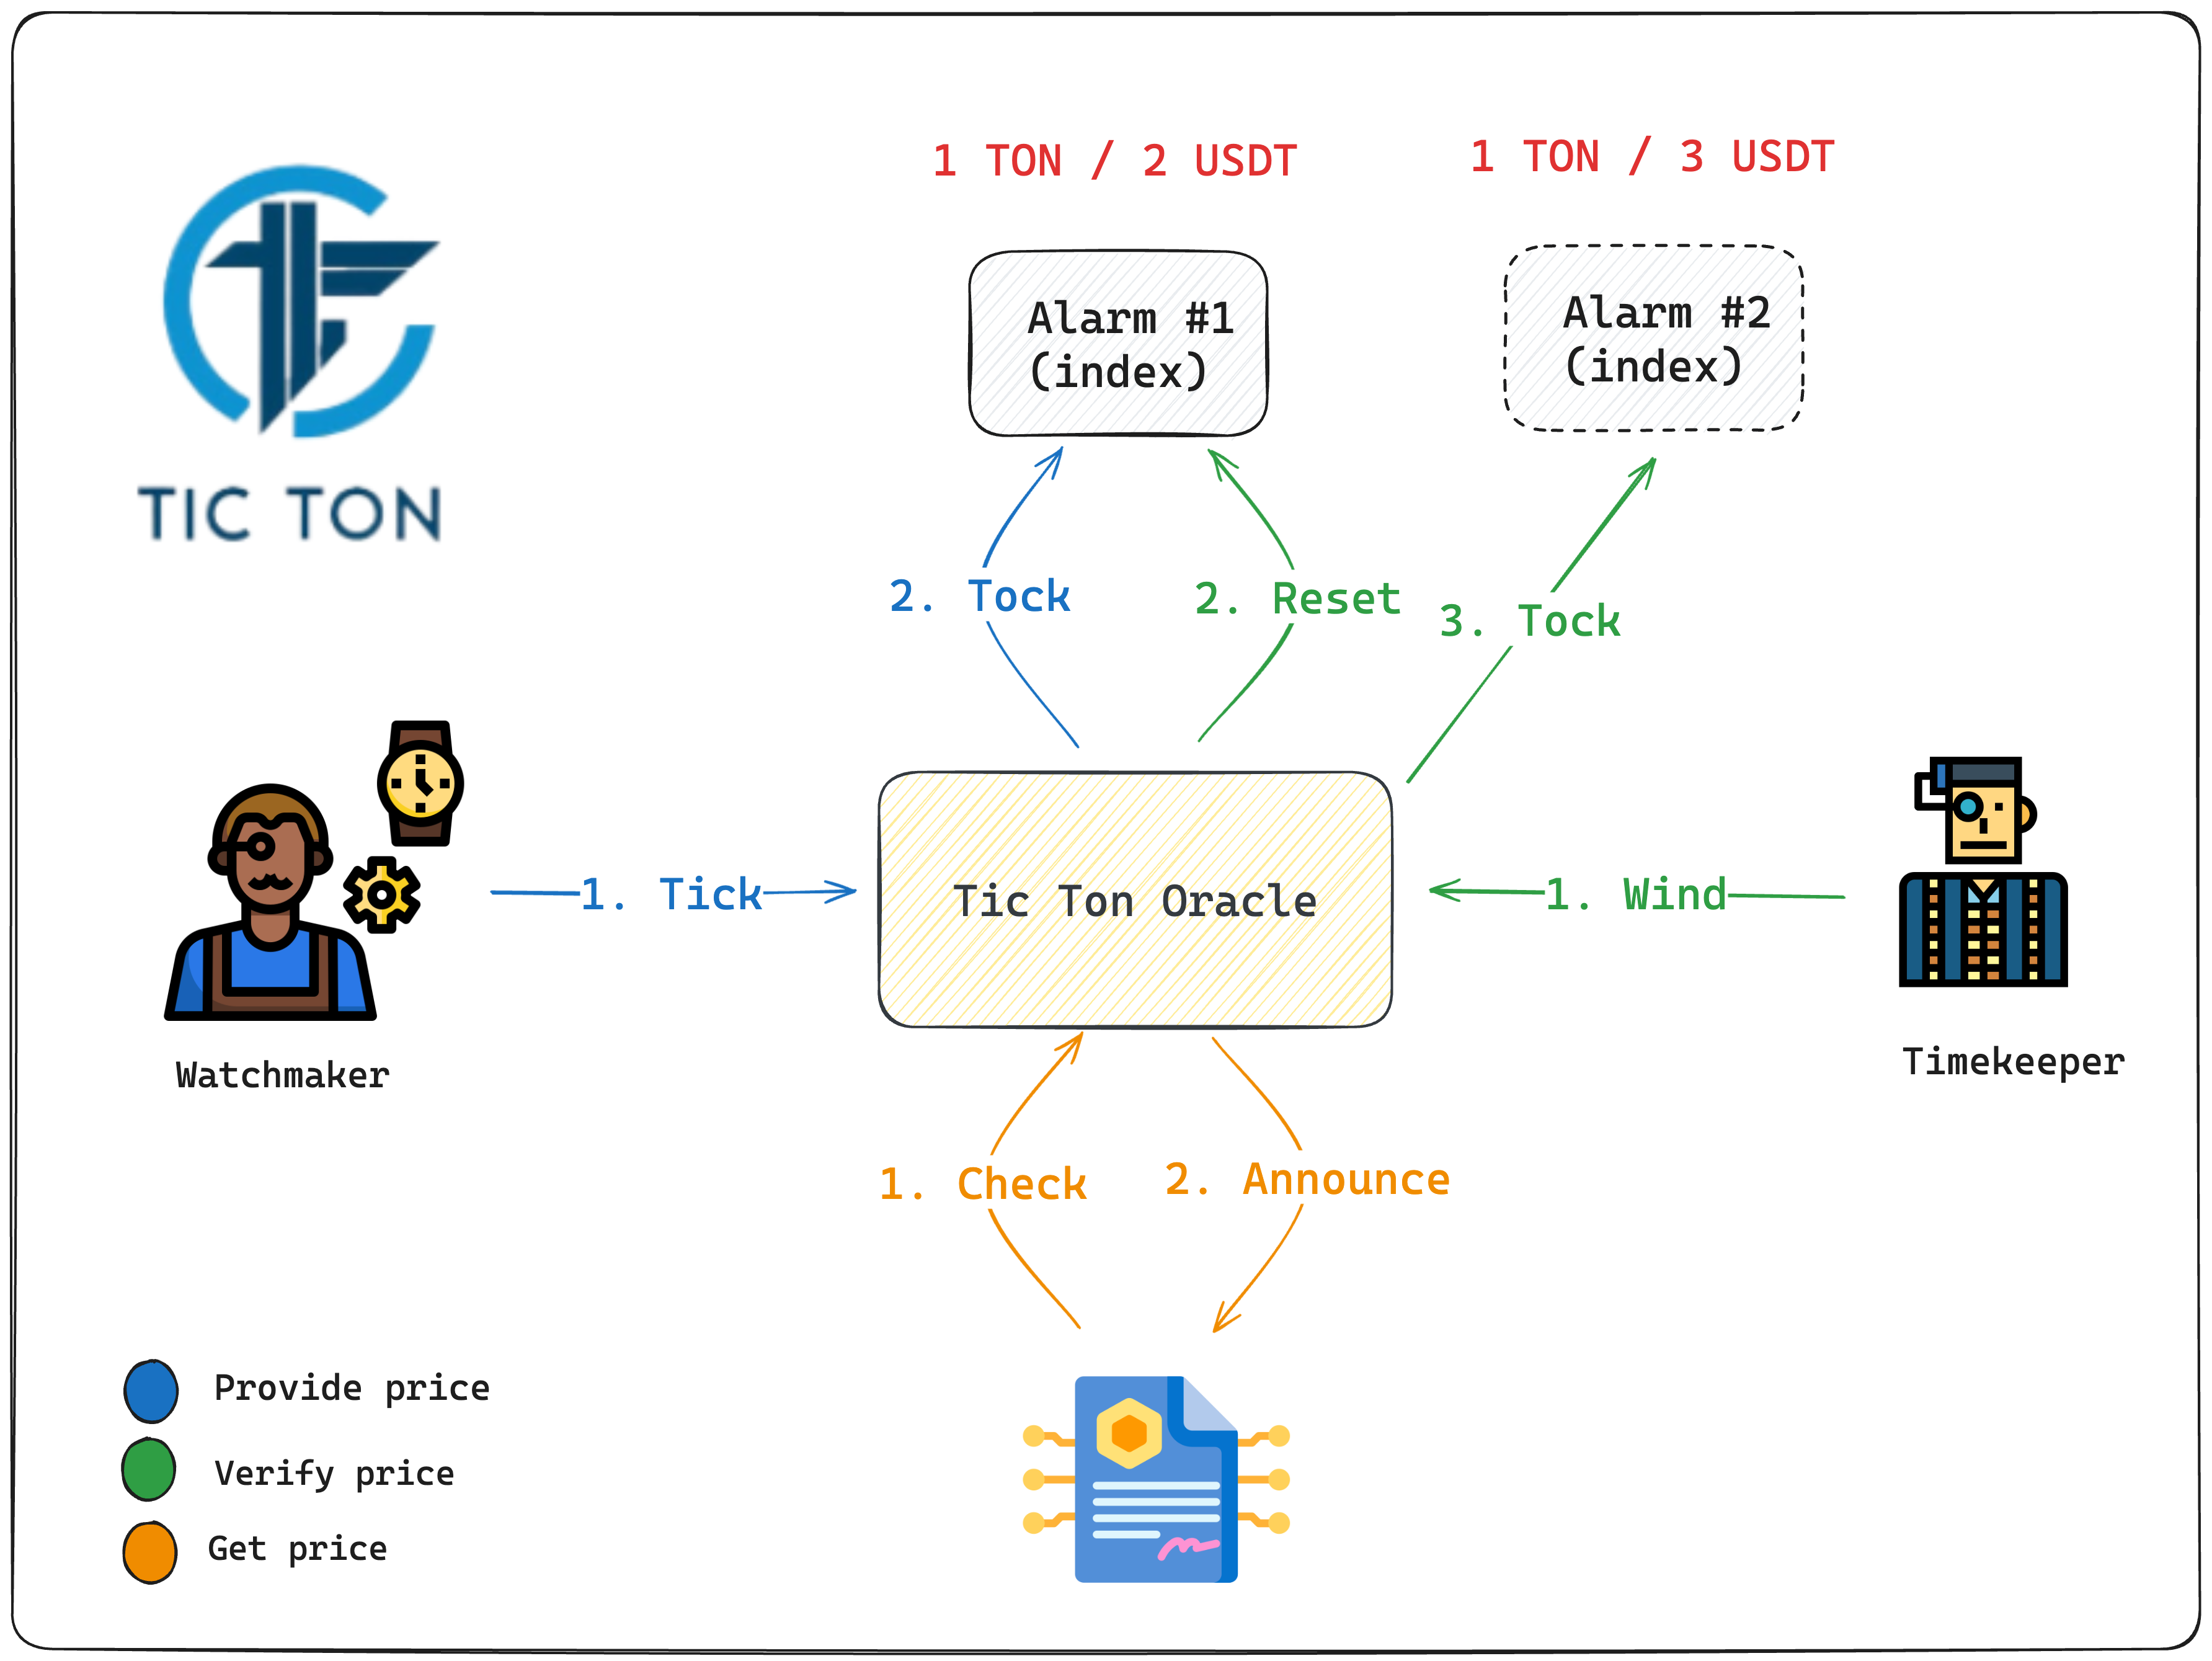 1 TON / 2 USDT
1 TON / 3 USDT
Alarm #1
(index)
Alarm #2
(index)
TIC TON
2. Tock
2. Reset
3. Tock
1. Tick
Tic Ton Oracle
1. Wind
Watchmaker
Timekeeper
1. Check
2. Announce
Provide price
Verify price
Get price